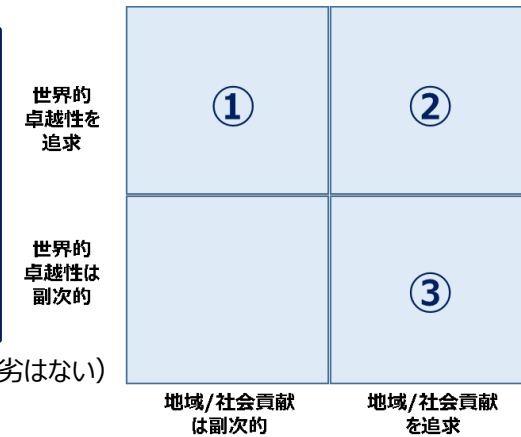 世界的
卓越性を
追求
①
②
世界的
卓越性は
副次的
③
劣はない）
地域/社会貢献
は副次的
地域/社会貢献
を追求